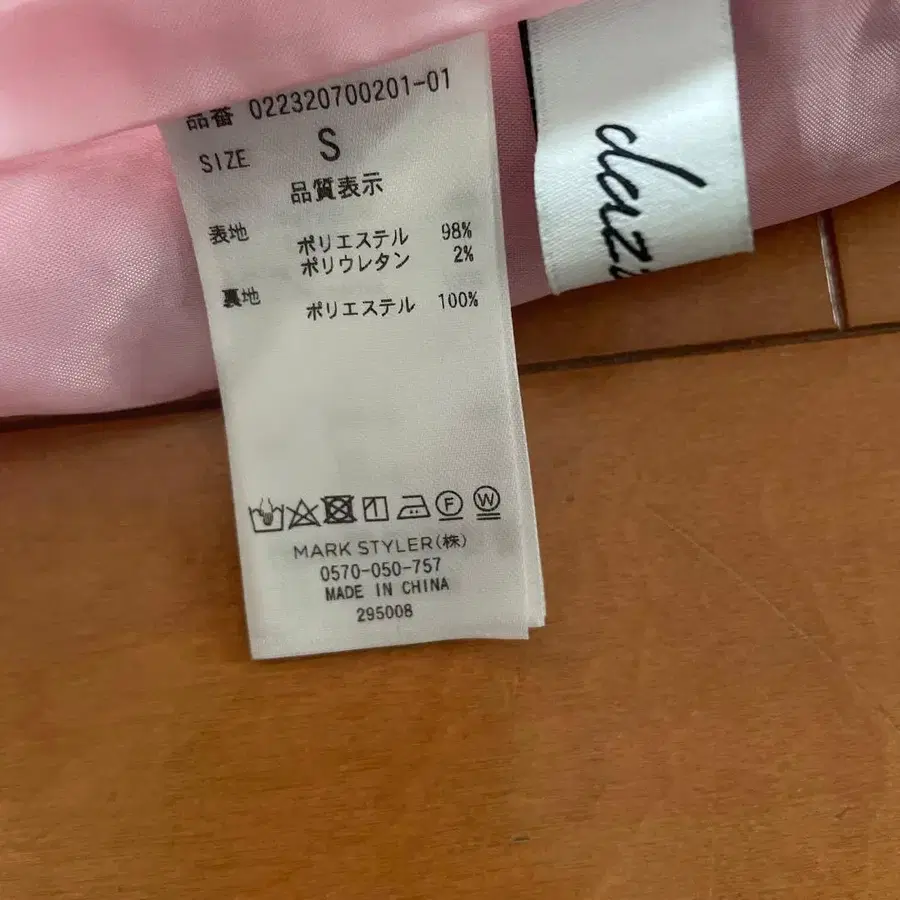 品番 022320700201-01
SIZE S
品質表示
表地 ポリエステル 98%
ポリウレタン 2%
裏地 ポリエステル 100%
F W
MARK STYLER(株)
0570-050-757
MADE IN CHINA
295008